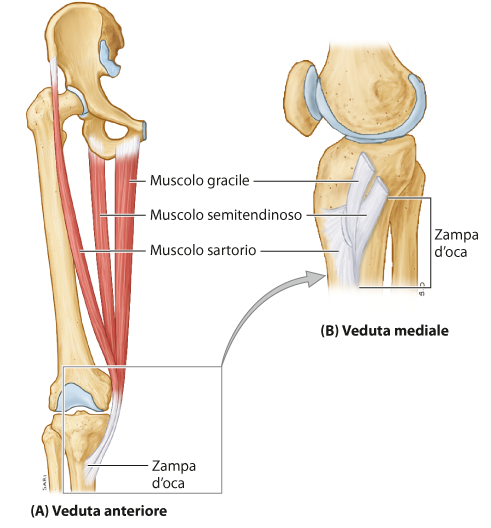 Muscolo gracile
Muscolo semitendinoso
Muscolo sartorio
Zampa
d'oca
(B) Veduta mediale
Zampa
d'oca
(A) Veduta anteriore